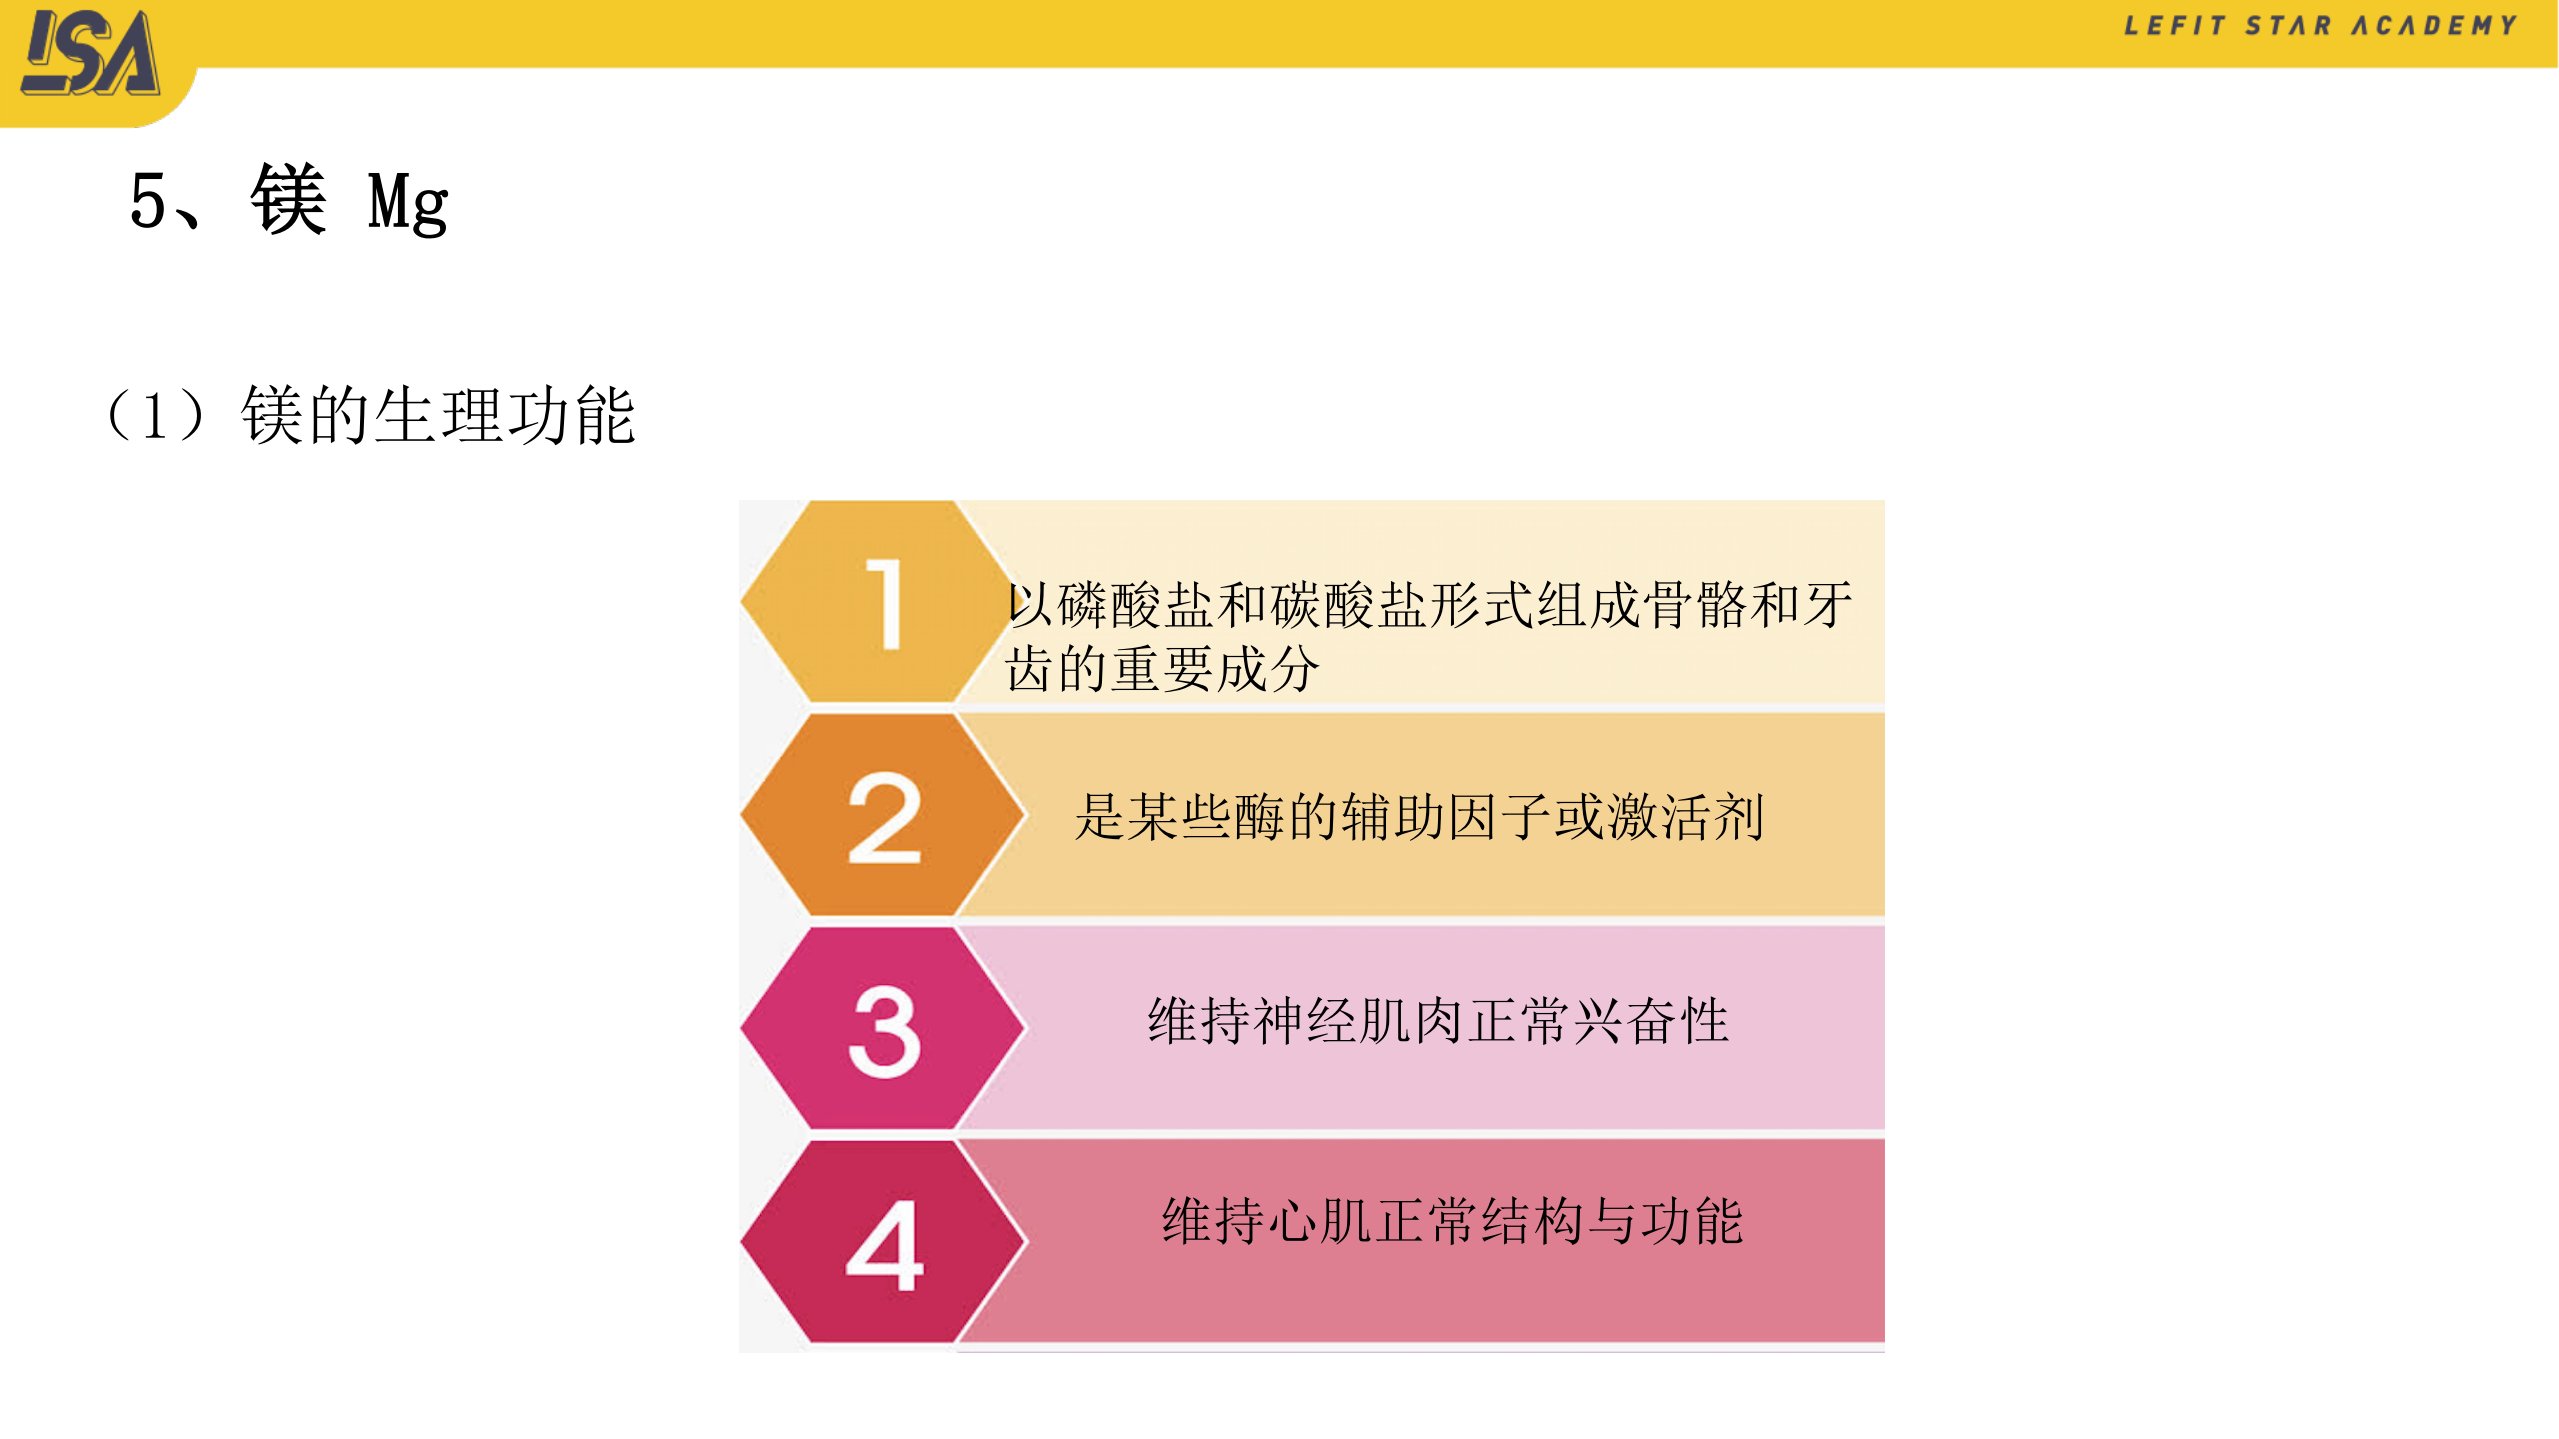 LSA
LEFIT STAR ACADEMY
5、镁 Mg
（1）镁的生理功能
1
以磷酸盐和碳酸盐形式组成骨骼和牙
齿的重要成分
2
是某些酶的辅助因子或激活剂
3
维持神经肌肉正常兴奋性
4
维持心肌正常结构与功能